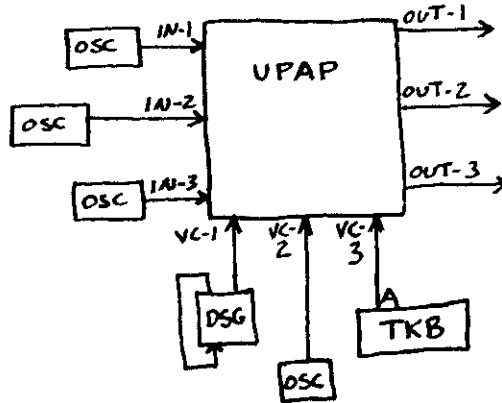 OSC
IN-1
UPAP
OUT-1
OSC
IN-2
OUT-2
OSC
IN-3
OUT-3
VC-1
VC-
2
VC-
3
DSG
A
TKB
OSC